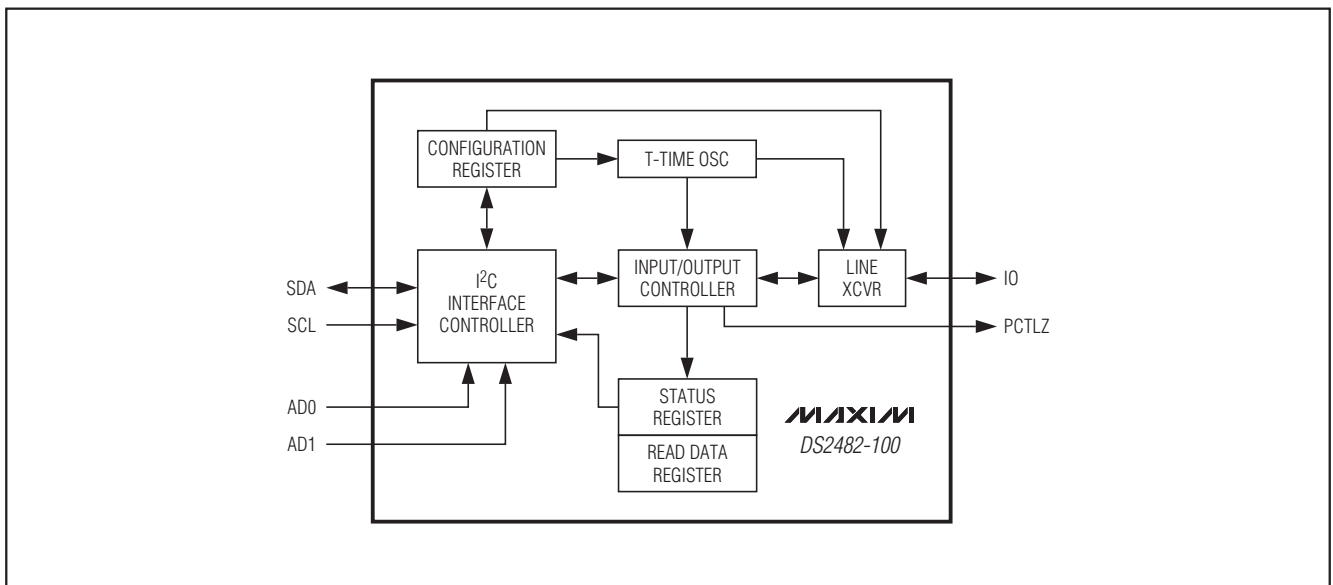 CONFIGURATION
REGISTER
T-TIME OSC
SDA
SCL
AD0
AD1
I²C
INTERFACE
CONTROLLER
INPUT/OUTPUT
CONTROLLER
LINE
XCVR
IO
PCTLZ
STATUS
REGISTER
READ DATA
REGISTER
MAXIM
DS2482-100